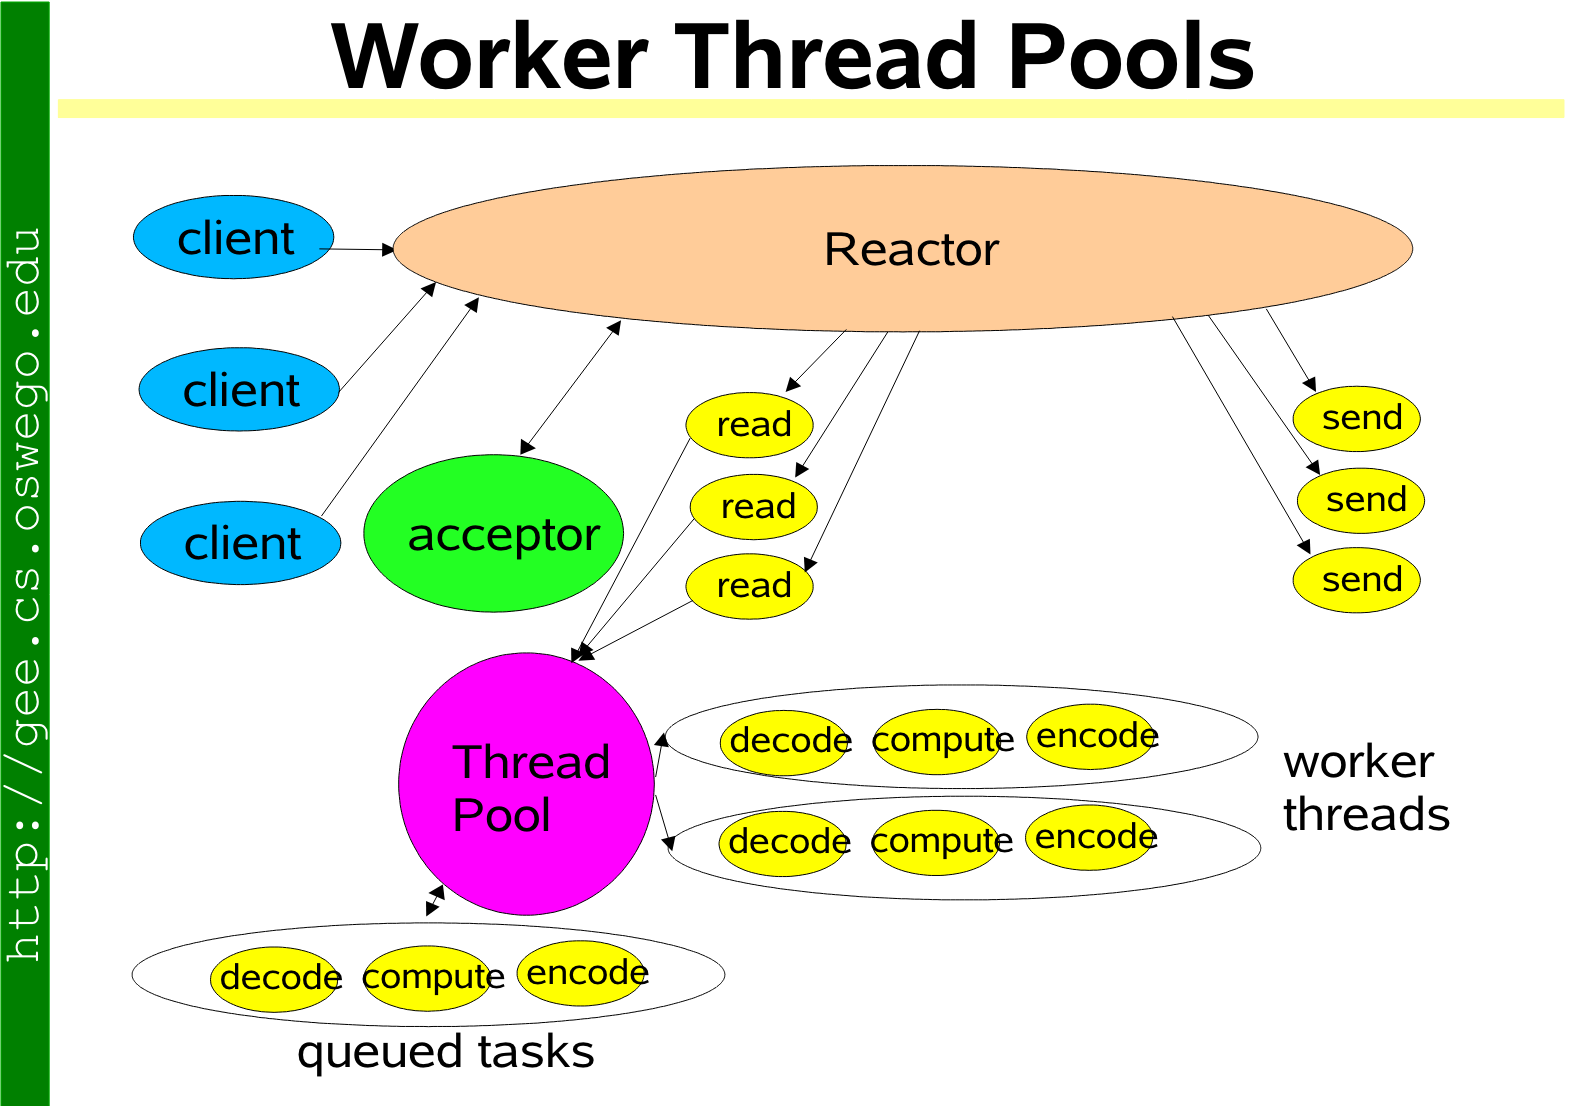 Worker Thread Pools
http://gee.cs.oswego.edu
client
Reactor
client
client
acceptor
read
read
read
send
send
send
Thread
Pool
decode compute encode
decode compute encode
worker
threads
decode compute encode
queued tasks